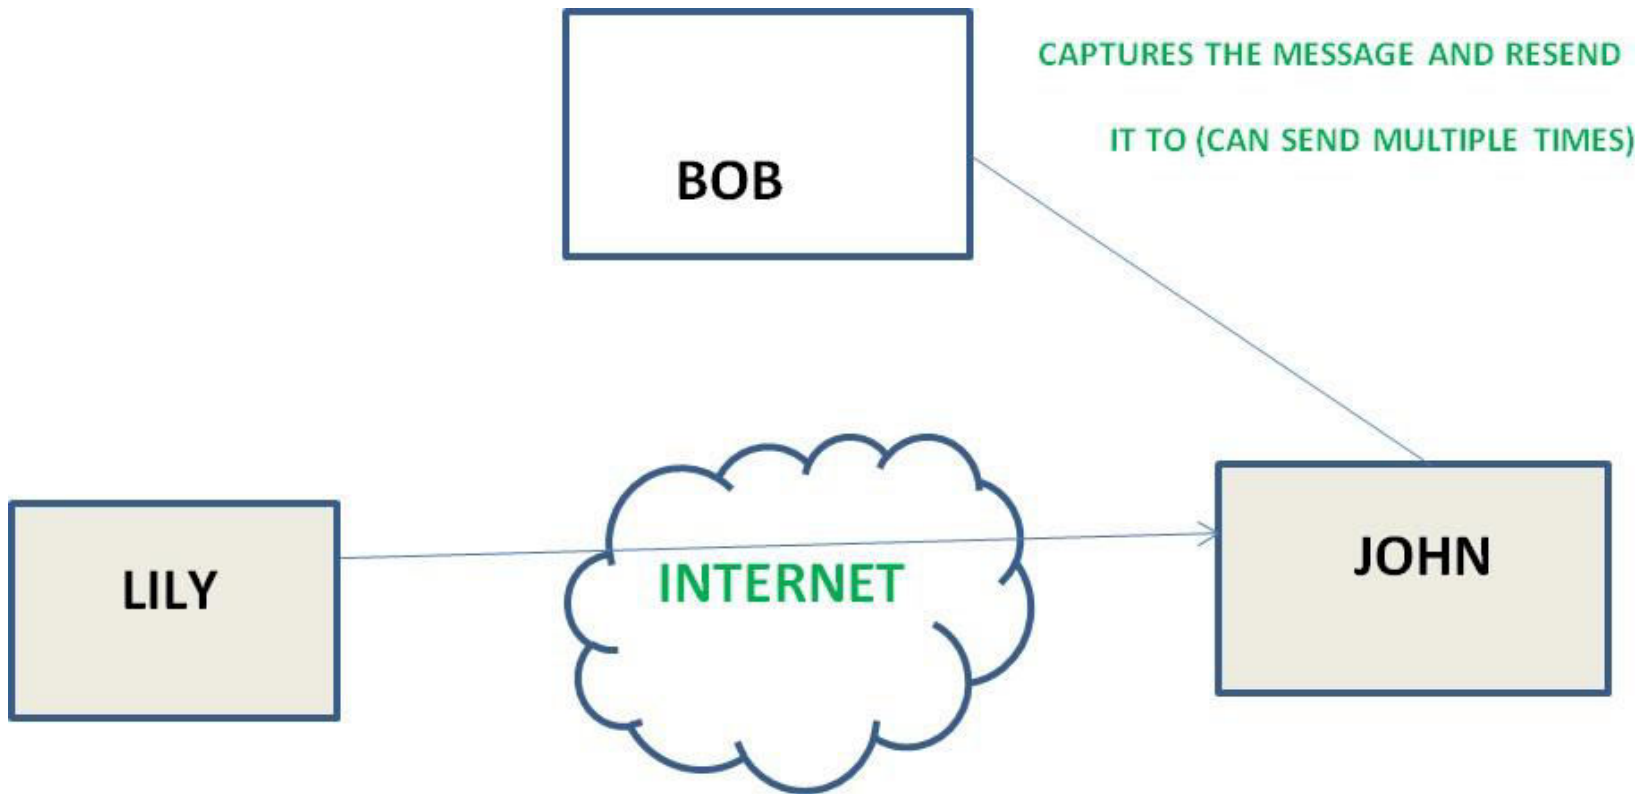 CAPTURES THE MESSAGE AND RESEND
IT TO (CAN SEND MULTIPLE TIMES)
BOB
LILY
INTERNET
JOHN